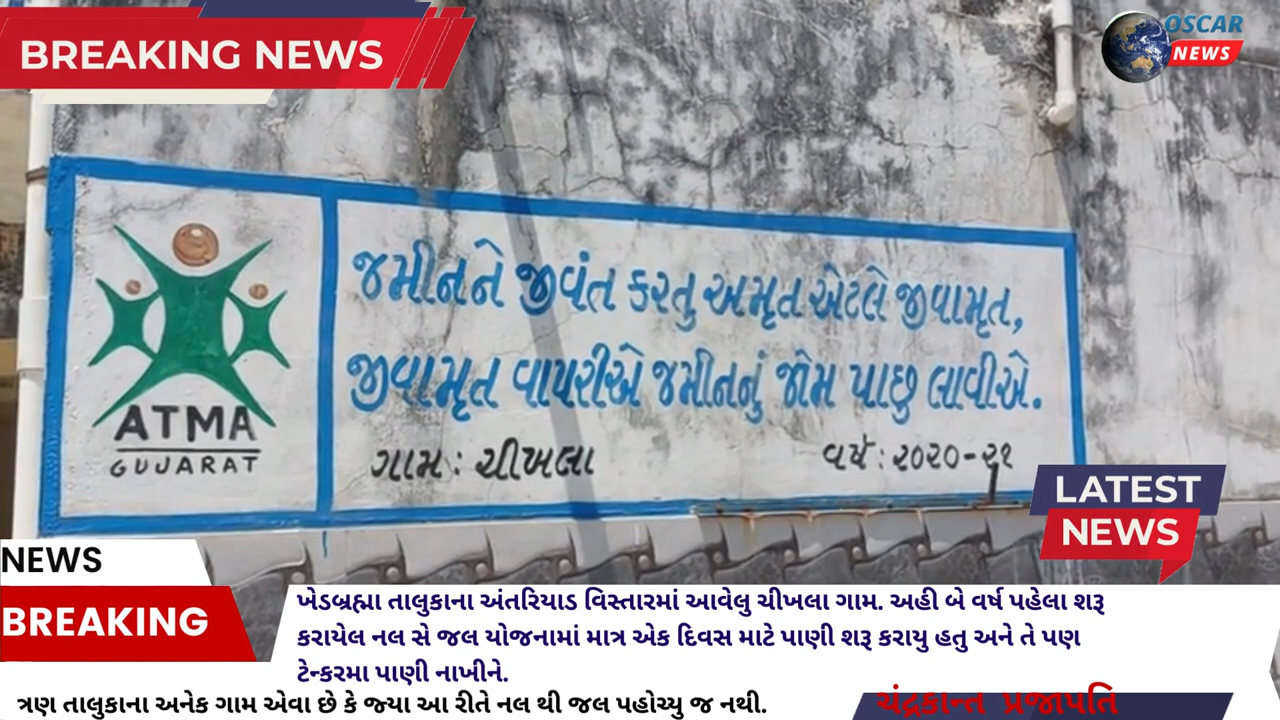 BREAKING NEWS
OSCAR
NEWS
જમીનને જીવંત કરતુ અમૃત એટલે જીવામૃત,
જીવામૃત વાપરીએ જમીનનું જોમ પાછુ લાવીએ.
ATMA
GUJARAT
ગામ : ચીખલા
વર્ષ : ૨૦૨૦-૨૧
LATEST
NEWS
NEWS
BREAKING
ખેડબ્રહ્મા તાલુકાના અંતરિયાડ વિસ્તારમાં આવેલુ ચીખલા ગામ. અહી બે વર્ષ પહેલા શરૂ
કરાયેલ નલ સે જલ યોજનામાં માત્ર એક દિવસ માટે પાણી શરૂ કરાયુ હતુ અને તે પણ
ટેન્કરમા પાણી નાખીને.
ત્રણ તાલુકાના અનેક ગામ એવા છે કે જ્યા આ રીતે નલ થી જલ પહોચ્યુ જ નથી.
ચંદ્રકાન્ત પ્રજાપતિ